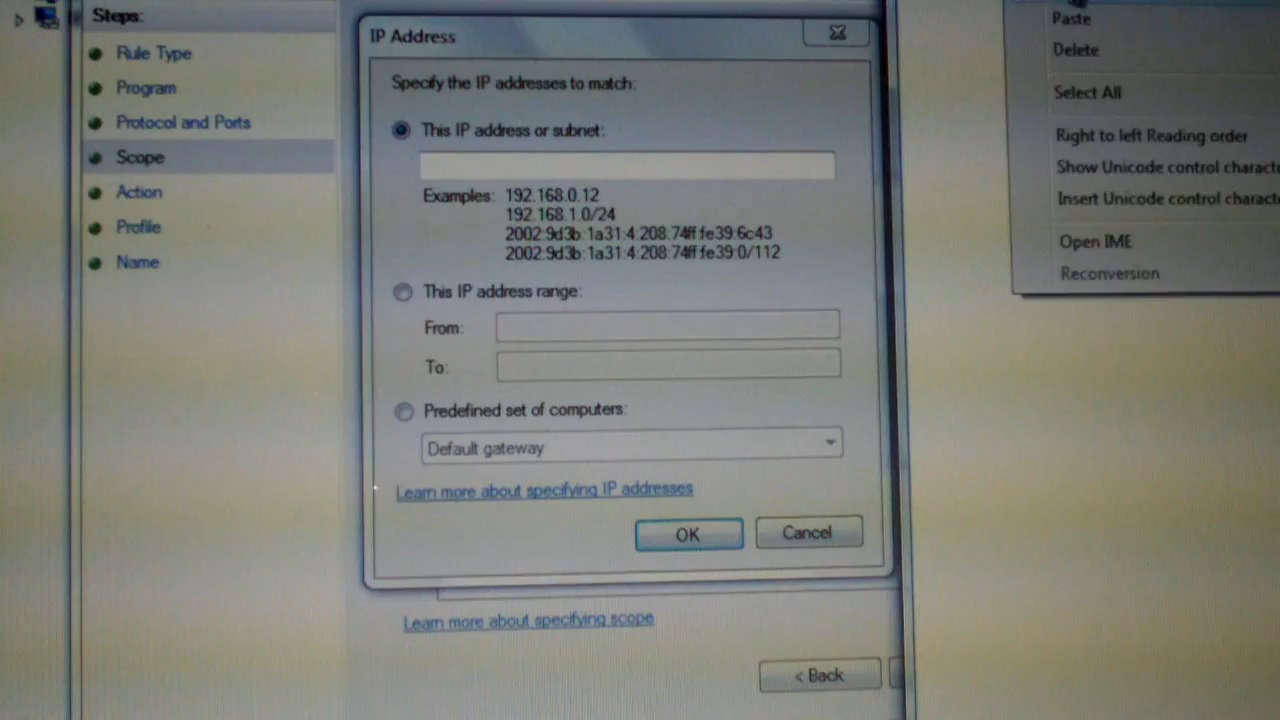 Steps:
Rule Type
Program
Protocol and Ports
Scope
Action
Profile
Name
IP Address
Specify the IP addresses to match:
This IP address or subnet:
Examples: 192.168.0.12
192.168.1.0/24
2002:9d3b:1a31:4:208:74ff:fe39:6c43
2002:9d3b:1a31:4:208:74ff:fe39:0/112
This IP address range:
From:
To:
Predefined set of computers:
Default gateway
Learn more about specifying IP addresses
OK
Cancel
Learn more about specifying scope
< Back
Paste
Delete
Select All
Right to left Reading order
Show Unicode control characte
Insert Unicode control characte
Open IME
Reconversion